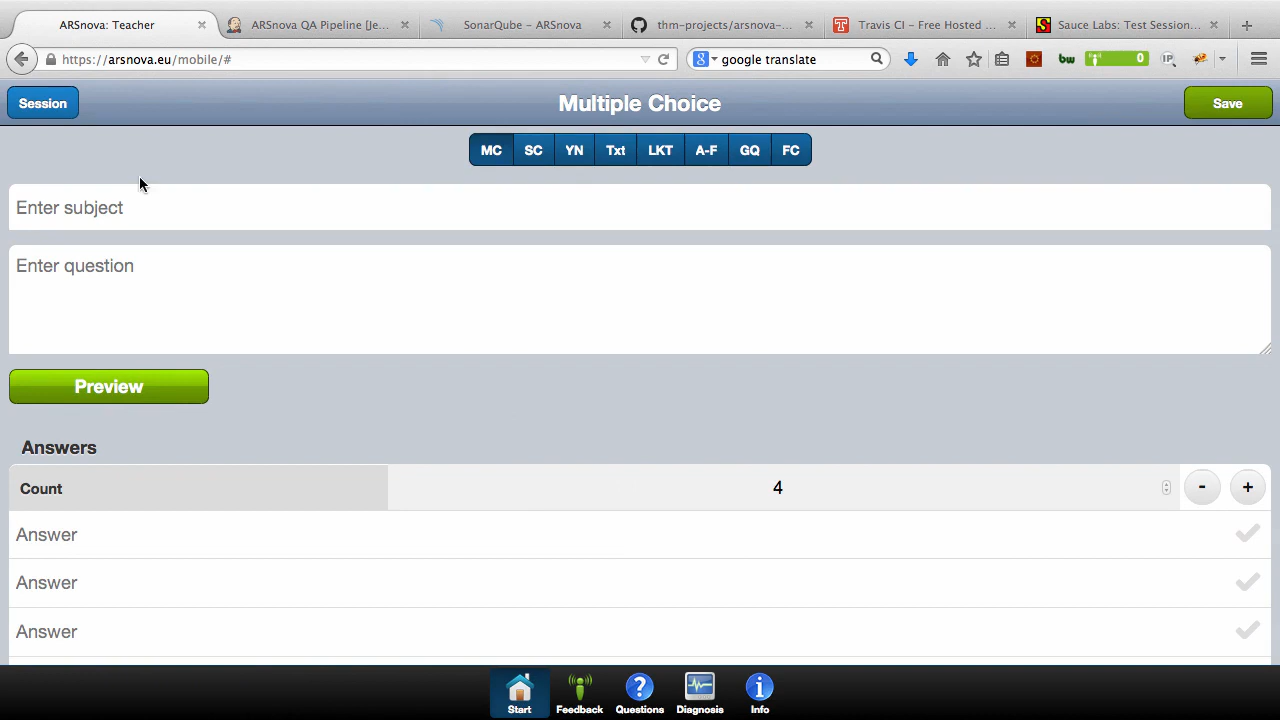 ARSnova: Teacher
ARSnova QA Pipeline [Je...
SonarQube – ARSnova
thm-projects/arsnova-...
Travis CI – Free Hosted ...
Sauce Labs: Test Session...
https://arsnova.eu/mobile/#
google translate
bw
0
IP
Session
Multiple Choice
Save
MC SC YN Txt LKT A-F GQ FC
Enter subject
Enter question
Preview
Answers
Count 4 - +
Answer
Answer
Answer
Start Feedback Questions Diagnosis Info